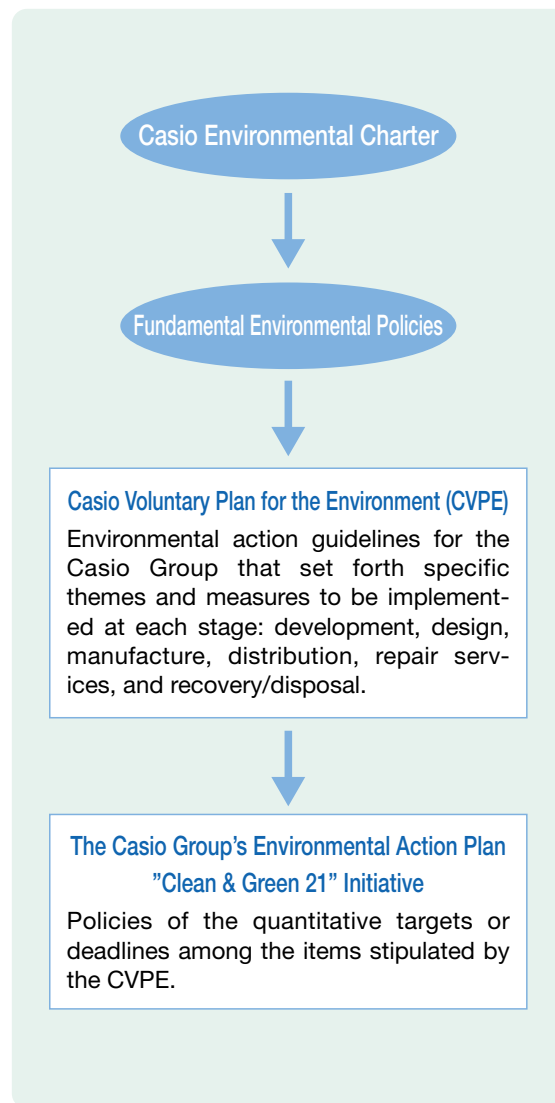 Casio Environmental Charter
Fundamental Environmental Policies
Casio Voluntary Plan for the Environment (CVPE)
Environmental action guidelines for the
Casio Group that set forth specific
themes and measures to be implement-
ed at each stage: development, design,
manufacture, distribution, repair serv-
ices, and recovery/disposal.
The Casio Group's Environmental Action Plan
”Clean & Green 21” Initiative
Policies of the quantitative targets or
deadlines among the items stipulated by
the CVPE.